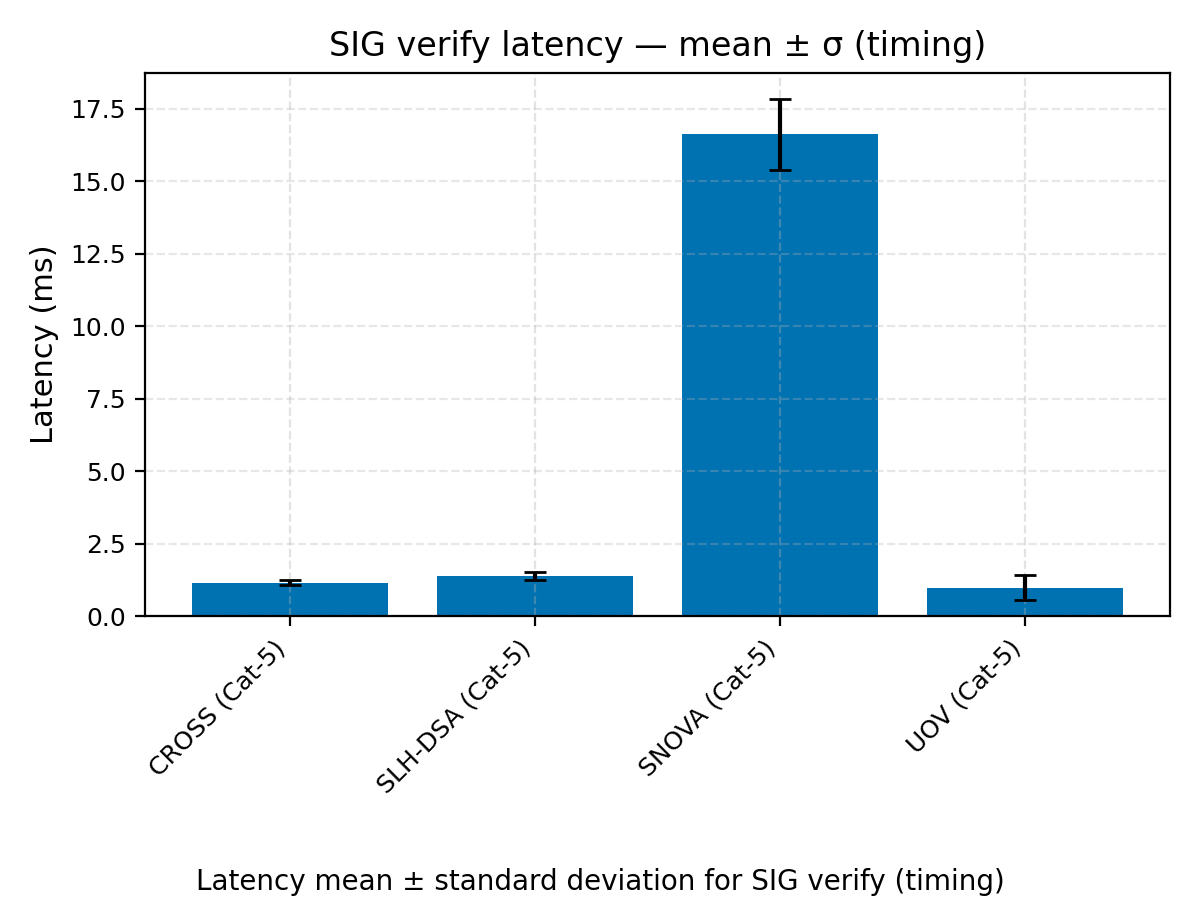 SIG verify latency — mean ± σ (timing)
Latency (ms)
17.5
15.0
12.5
10.0
7.5
5.0
2.5
0.0
CROSS (Cat-5)
SLH-DSA (Cat-5)
SNOVA (Cat-5)
UOV (Cat-5)
Latency mean ± standard deviation for SIG verify (timing)